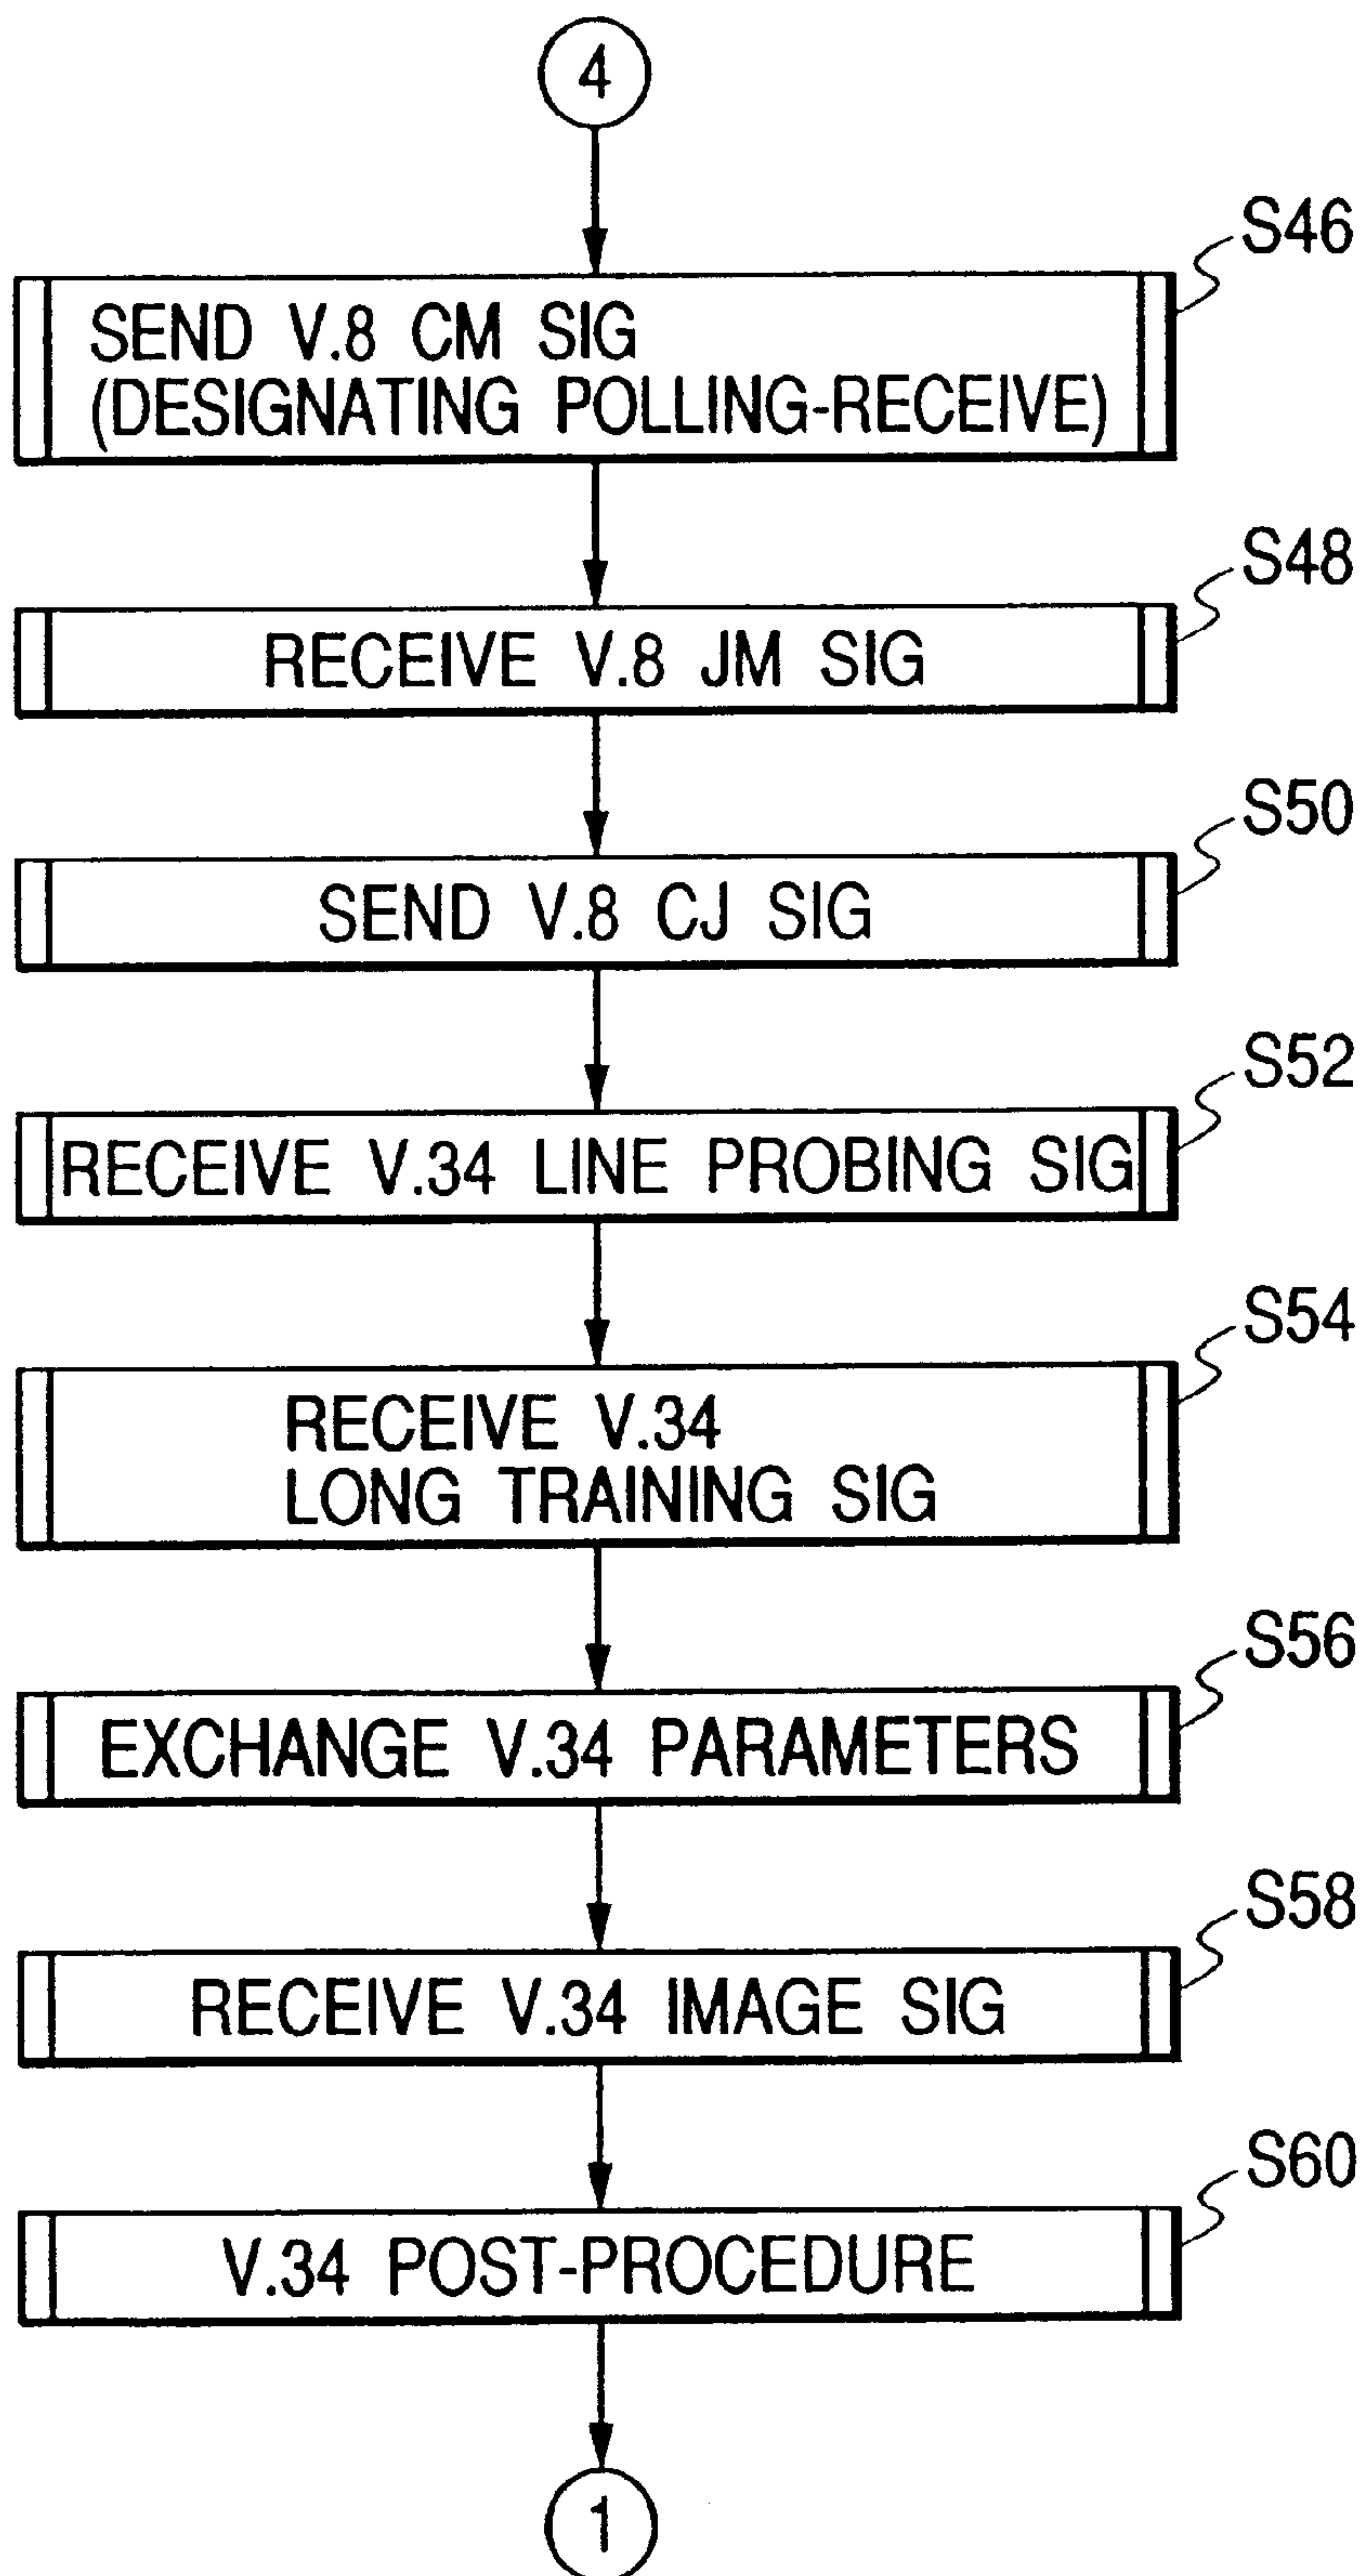 4
S46
SEND V.8 CM SIG
(DESIGNATING POLLING-RECEIVE)
S48
RECEIVE V.8 JM SIG
S50
SEND V.8 CJ SIG
S52
RECEIVE V.34 LINE PROBING SIG
S54
RECEIVE V.34
LONG TRAINING SIG
S56
EXCHANGE V.34 PARAMETERS
S58
RECEIVE V.34 IMAGE SIG
S60
V.34 POST-PROCEDURE
1